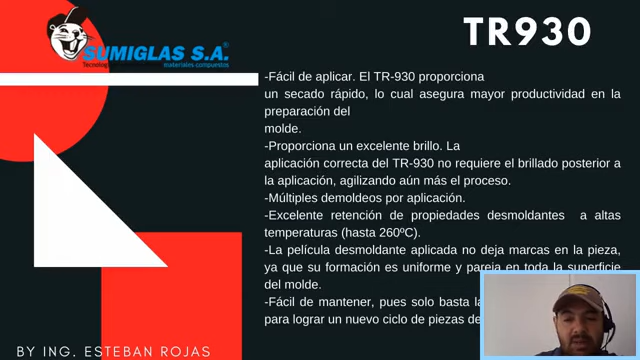 TR930
SUMIGLAS S.A.
materiales compuestos
-Fácil de aplicar. El TR-930 proporciona
un secado rápido, lo cual asegura mayor productividad en la
preparación del
molde.
-Proporciona un excelente brillo. La
aplicación correcta del TR-930 no requiere el brillado posterior a
la aplicación, agilizando aún más el proceso.
-Múltiples demoldeos por aplicación.
-Excelente retención de propiedades desmoldantes a altas
temperaturas (hasta 260ºC).
-La película desmoldante aplicada no deja marcas en la pieza,
ya que su formación es uniforme y pareja en toda la superficie
del molde.
-Fácil de mantener, pues solo basta
para lograr un nuevo ciclo de piezas
BY ING. ESTEBAN ROJAS